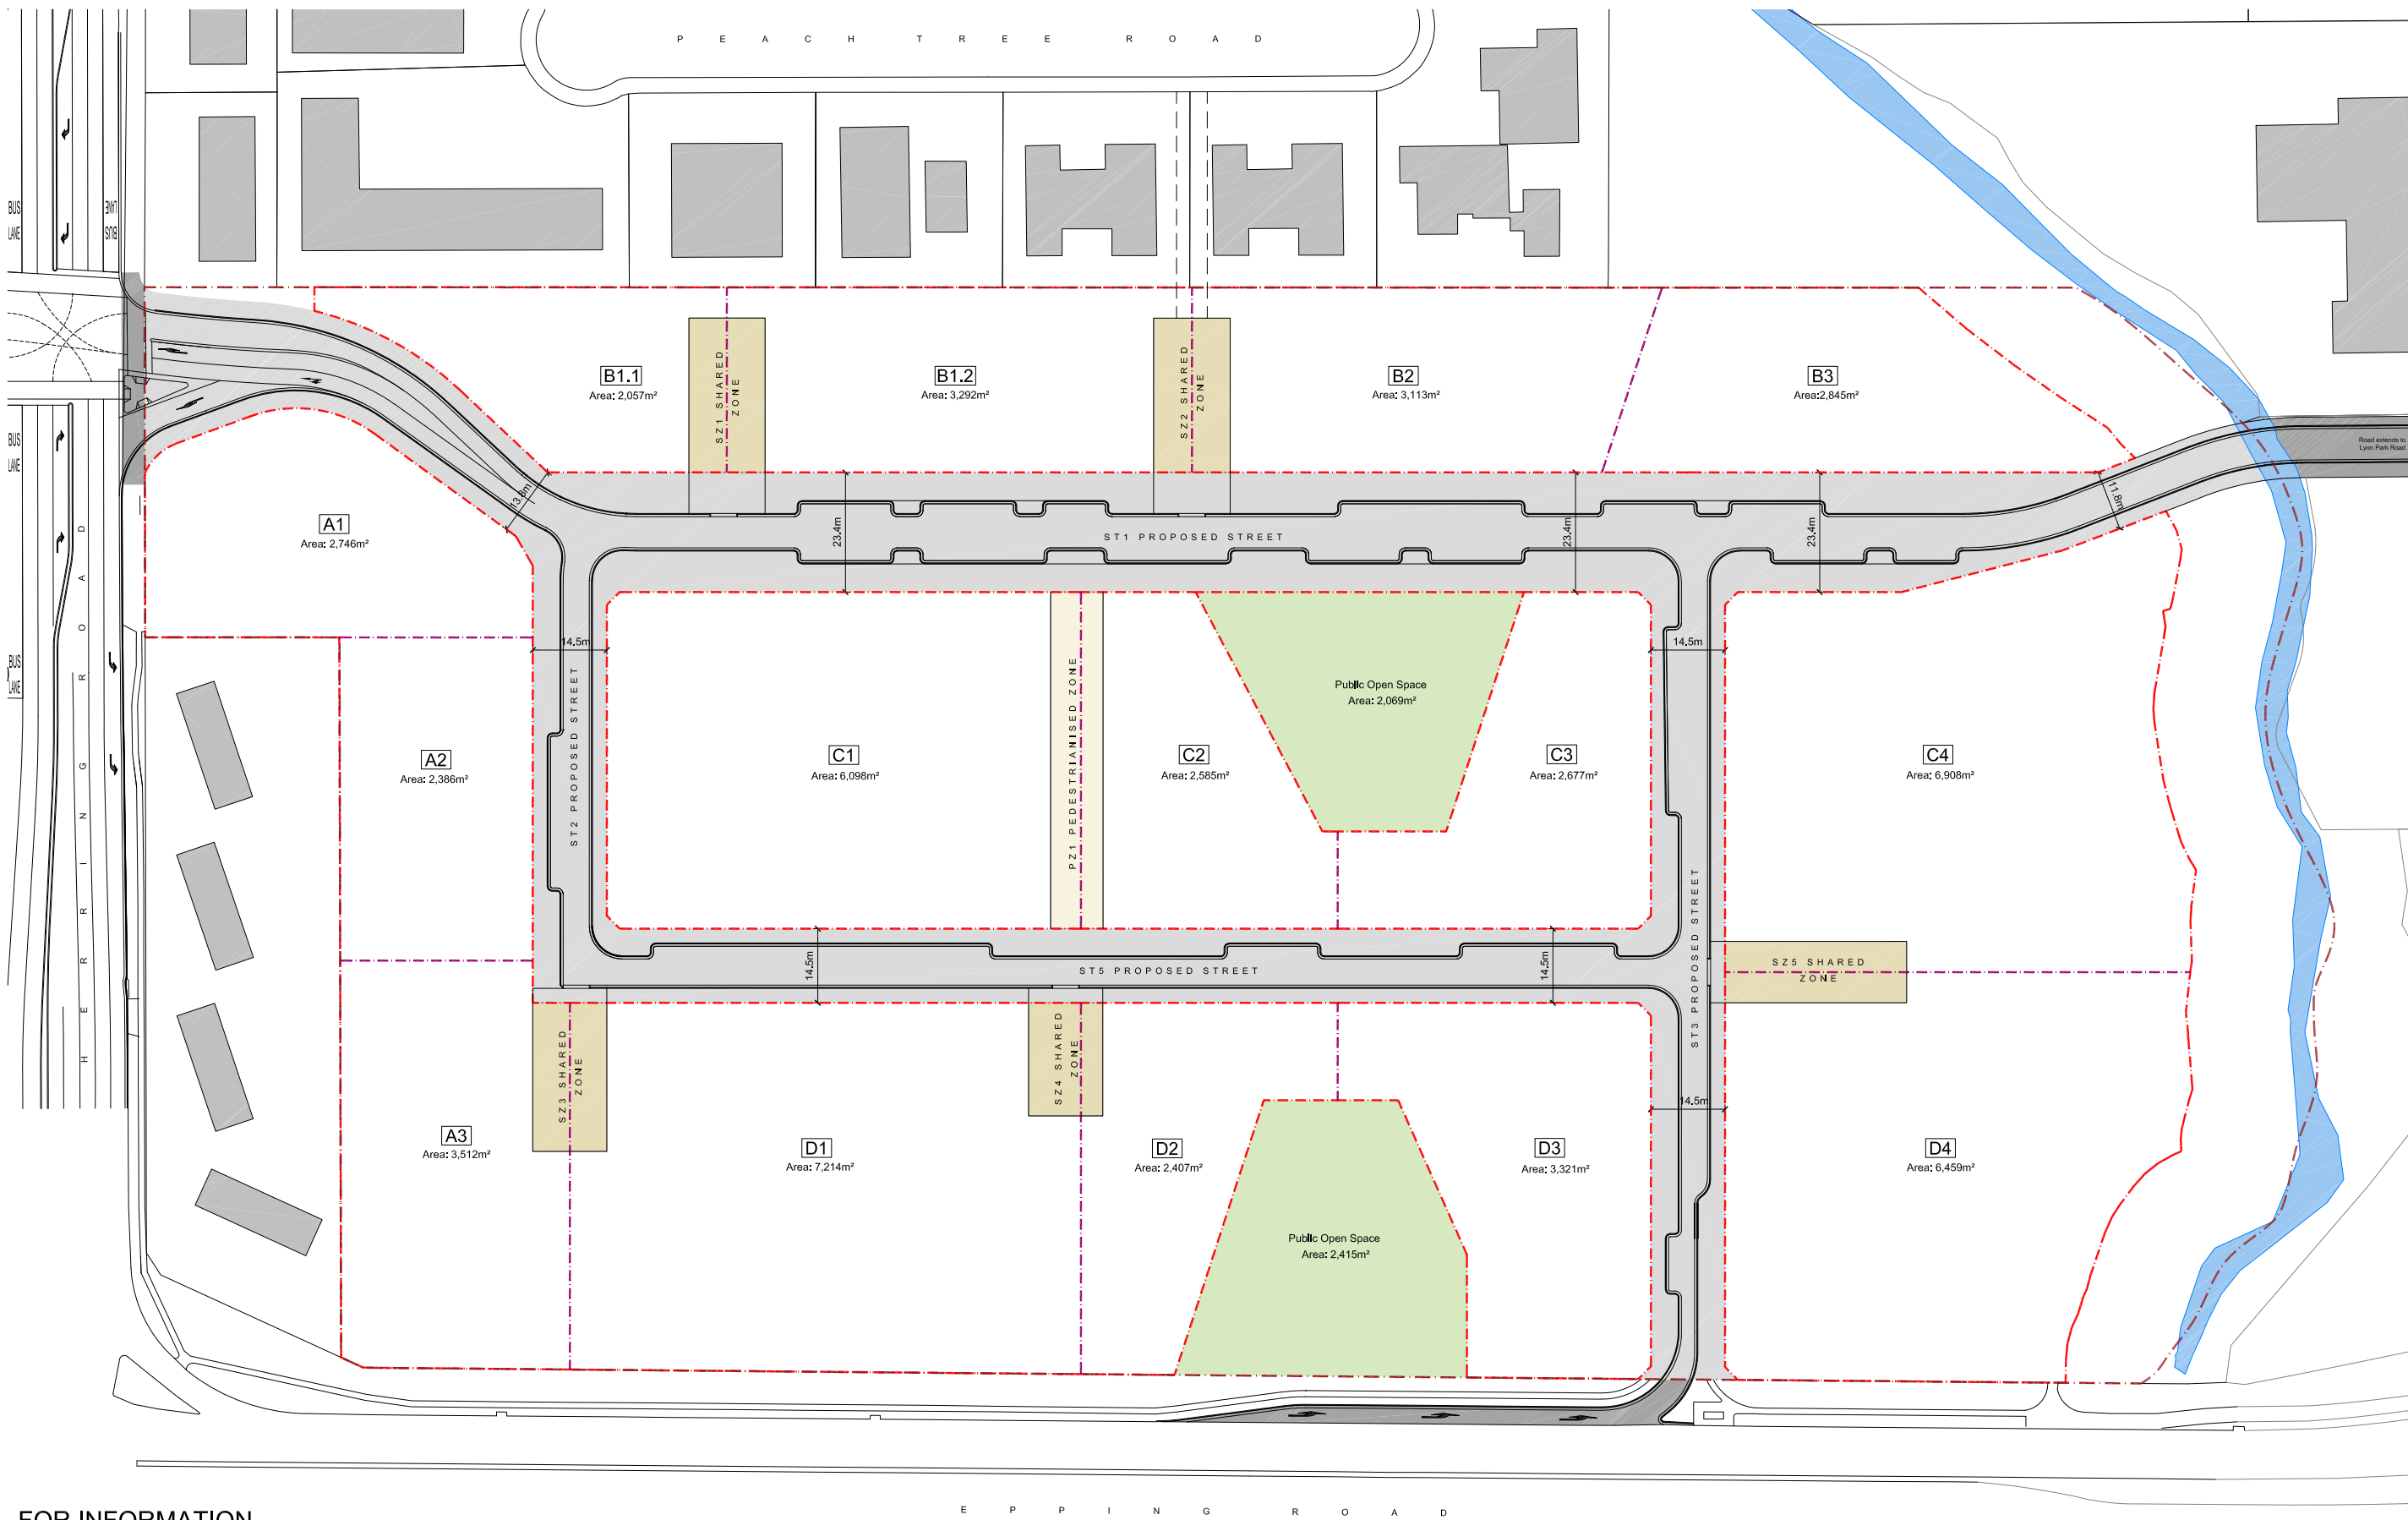 PEACH TREE ROAD
BUS
LANE
BUS
LANE
B1.1
Area: 2,057m²
SZ1 SHARED
ZONE
B1.2
Area: 3,292m²
SZ2 SHARED
ZONE
B2
Area: 3,113m²
B3
Area:2,845m²
BUS
LANE
Road extends to
Lyon Park Road
13.8m
11.8m
A1
Area: 2,746m²
23.4m
ST1 PROPOSED STREET
23.4m
23.4m
HERRING ROAD
BUS
LANE
14.5m
14.5m
ST2 PROPOSED STREET
PZ1 PEDESTRIANISED ZONE
Public Open Space
Area: 2,069m²
A2
Area: 2,386m²
C1
Area: 6,098m²
C2
Area: 2,585m²
C3
Area: 2,677m²
C4
Area: 6,908m²
ST3 PROPOSED STREET
14.5m
ST5 PROPOSED STREET
14.5m
SZ5 SHARED
ZONE
SZ3 SHARED
ZONE
SZ4 SHARED
ZONE
14.5m
A3
Area: 3,512m²
D1
Area: 7,214m²
D2
Area: 2,407m²
D3
Area: 3,321m²
D4
Area: 6,459m²
Public Open Space
Area: 2,415m²
EPPING ROAD
FOR INFORMATION